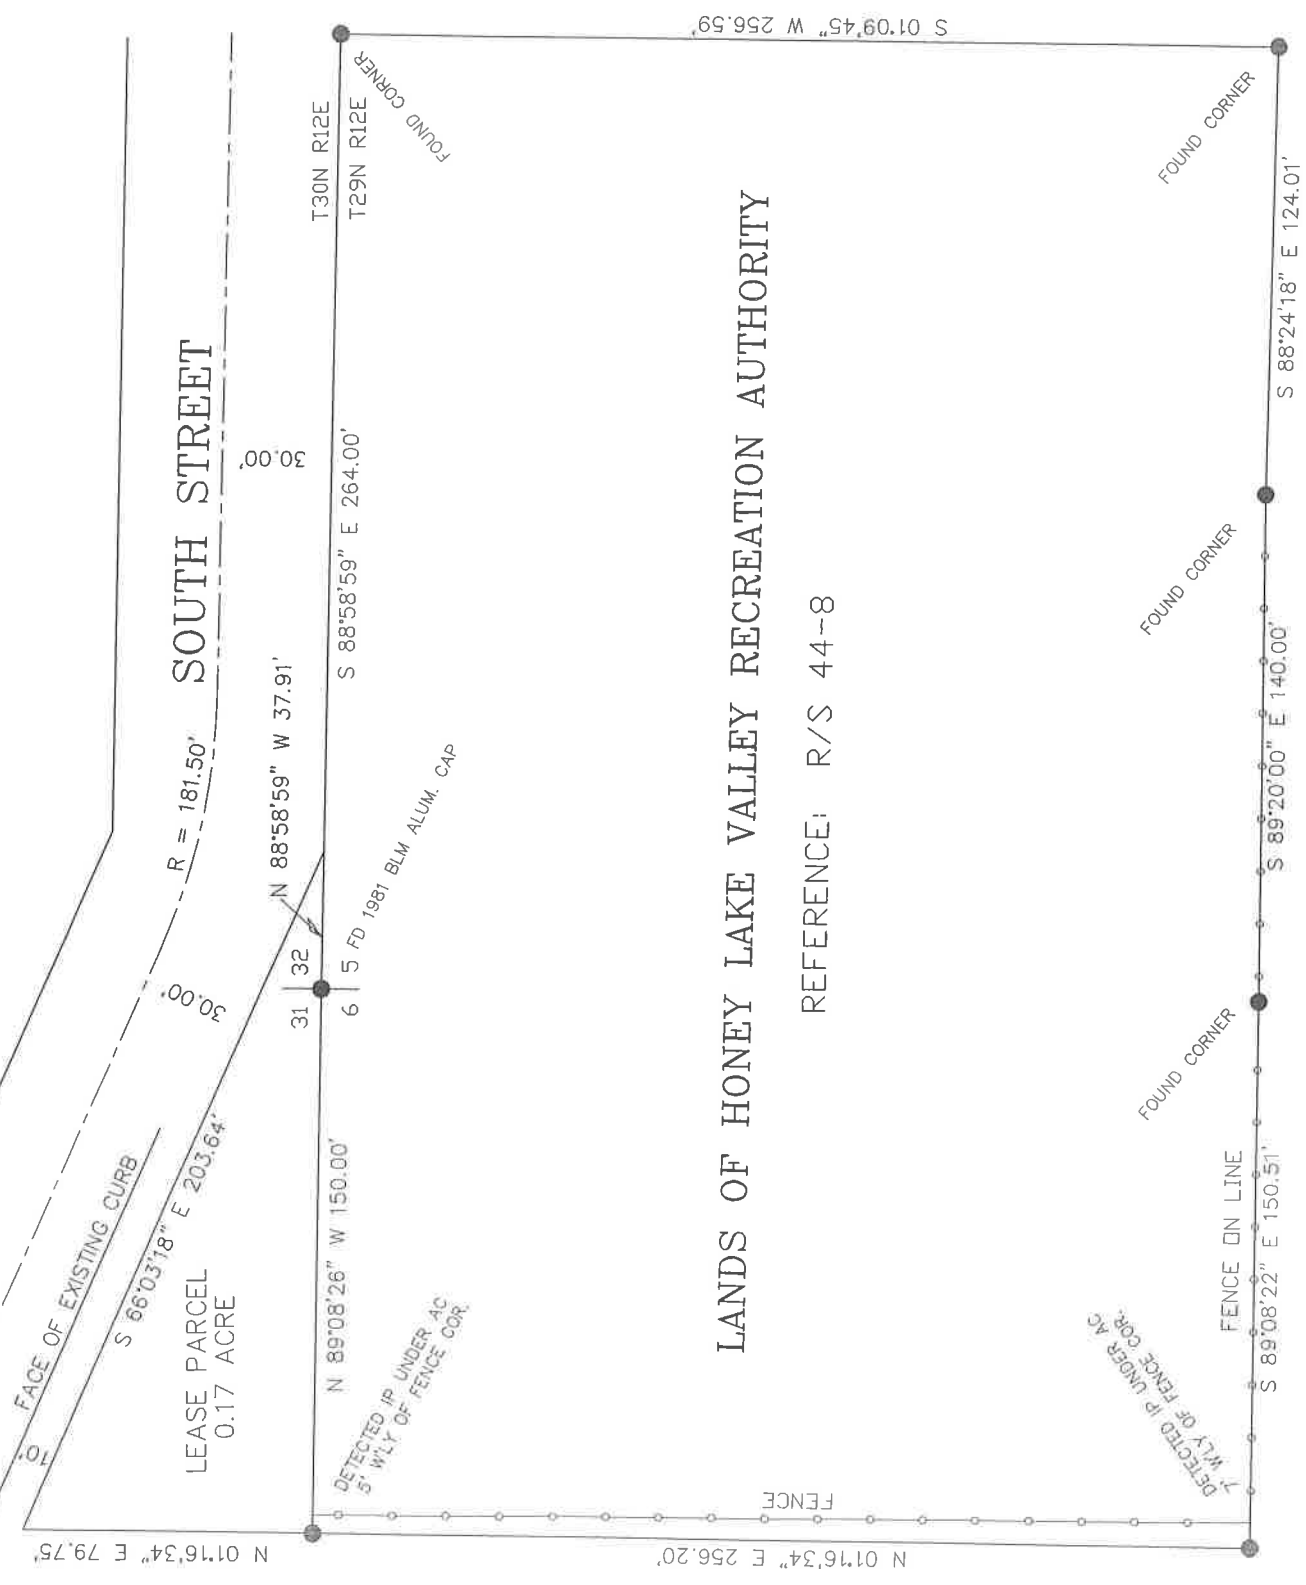 S 01°09'45" W 256.59'
FOUND CORNER
T30N R12E
T29N R12E
FOUND CORNER
S 88°24'18" E 124.01'
SOUTH STREET
30.00'
S 88°58'59" E 264.00'
R = 181.50'
N 88°58'59" W 37.91'
FD 1981 BLM ALUM. CAP
31
32
6
5
30.00'
FACE OF EXISTING CURB
10'
S 66°03'18" E 203.64'
LEASE PARCEL
0.17 ACRE
N 89°08'26" W 150.00'
DETECTED IP UNDER AC
5' W'LY OF FENCE COR.
N 01°16'34" E 79.75'
LANDS OF HONEY LAKE VALLEY RECREATION AUTHORITY
REFERENCE: R/S 44-8
FOUND CORNER
S 89°20'00" E 140.00'
FOUND CORNER
FENCE ON LINE
S 89°08'22" E 150.51'
DETECTED IP UNDER AC
7' W'LY OF FENCE COR.
FENCE
N 01°16'34" E 256.20'